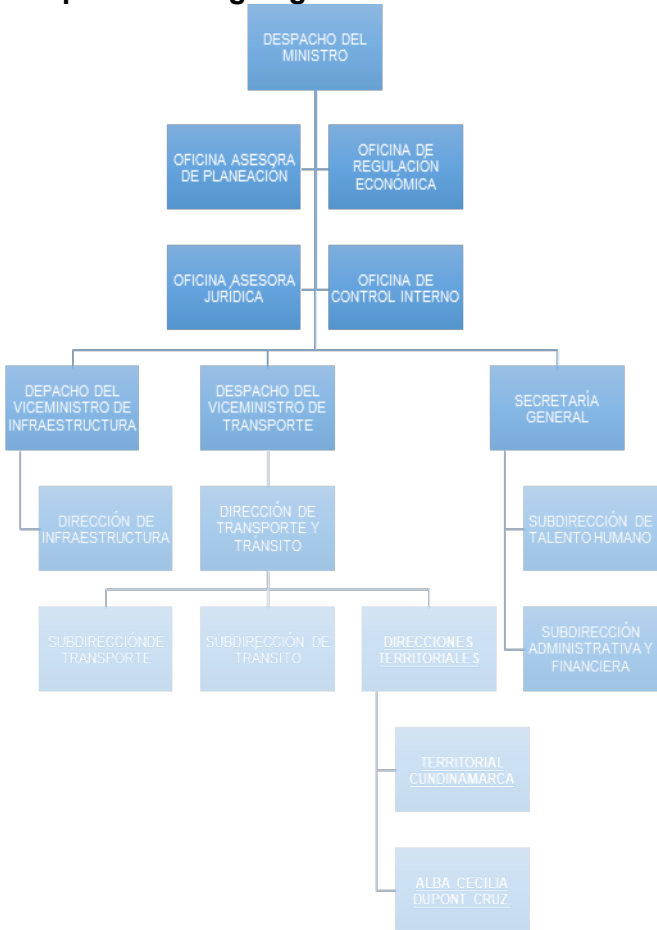 DESPACHO DEL
MINISTRO
OFICINA ASESORA
DE PLANEACIÓN
OFICINA DE
REGULACIÓN
ECONÓMICA
OFICINA ASESORA
JURÍDICA
OFICINA DE
CONTROL INTERNO
DEPACHO DEL
VICEMINISTRO DE
INFRAESTRUCTURA
DESPACHO DEL
VICEMINISTRO DE
TRANSPORTE
SECRETARÍA
GENERAL
DIRECCIÓN DE
INFRAESTRUCTURA
DIRECCIÓN DE
TRANSPORTE Y
TRÁNSITO
SUBDIRECCIÓN DE
TALENTO HUMANO
SUBDIRECCIÓNDE
TRANSPORTE
SUBDIRECCIÓN DE
TRÁNSITO
DIRECCIONES
TERRITORIALES
SUBDIRECCIÓN
ADMINISTRATIVA Y
FINANCIERA
TERRITORIAL
CUNDINAMARCA
ALBA CECILIA
DUPONT CRUZ